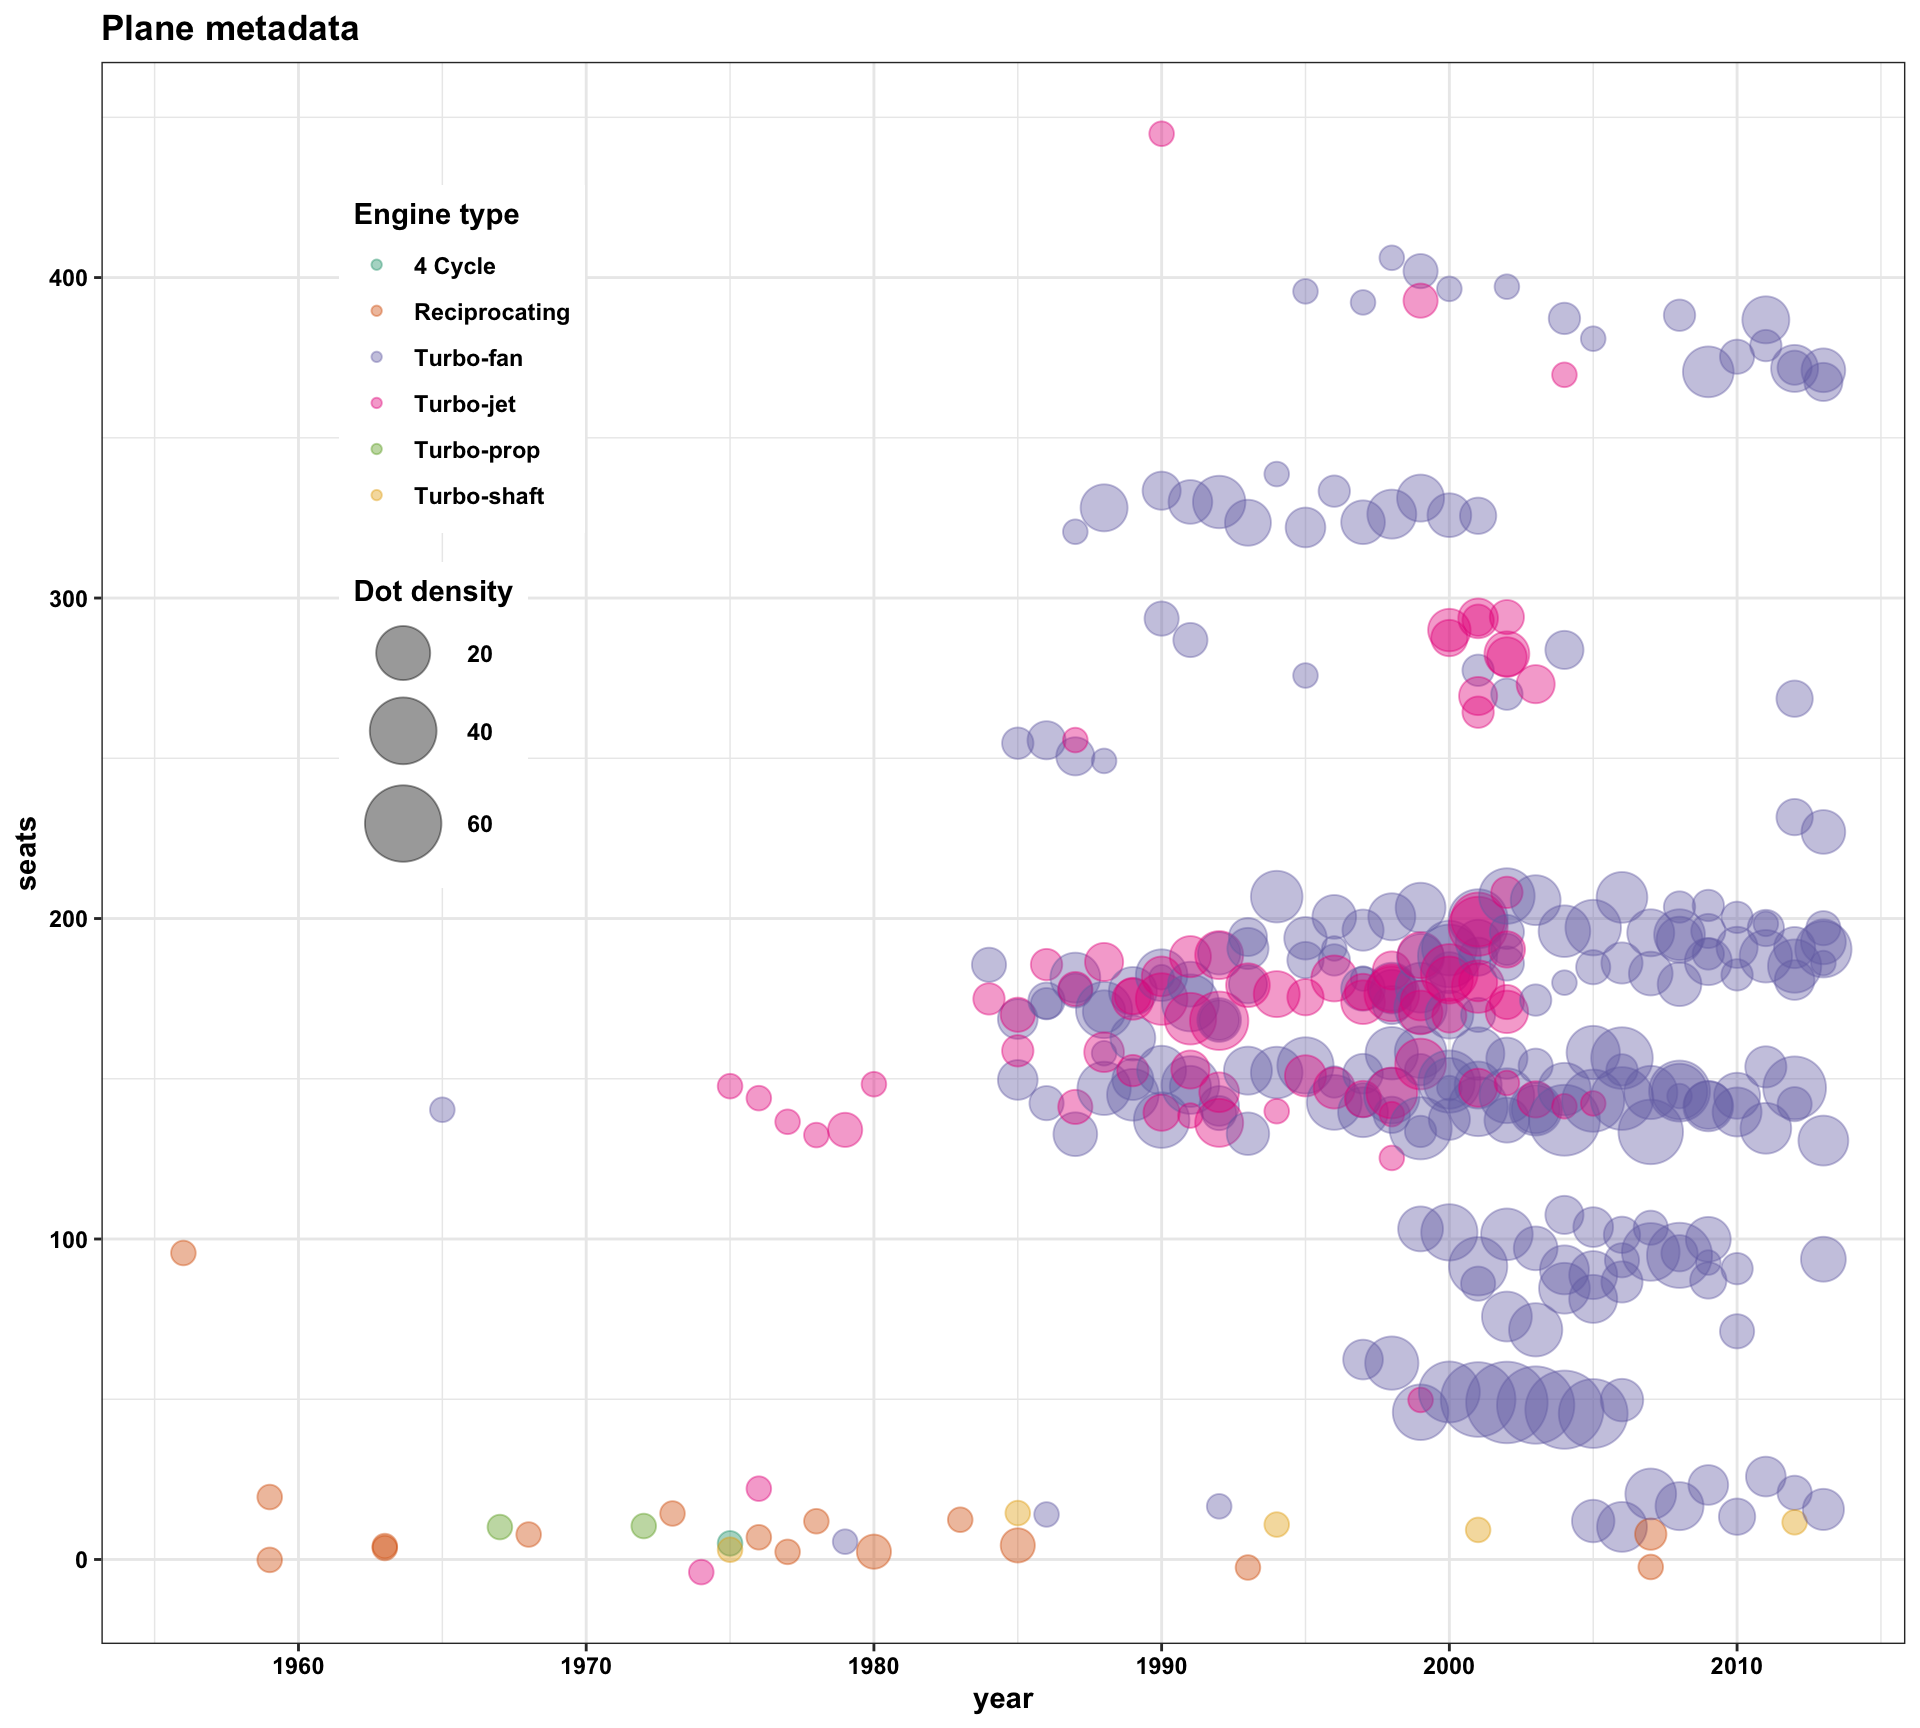 Plane metadata
Engine type
4 Cycle
Reciprocating
Turbo-fan
Turbo-jet
Turbo-prop
Turbo-shaft
Dot density
20
40
60
400
300
200
100
0
seats
1960 1970 1980 1990 2000 2010
year